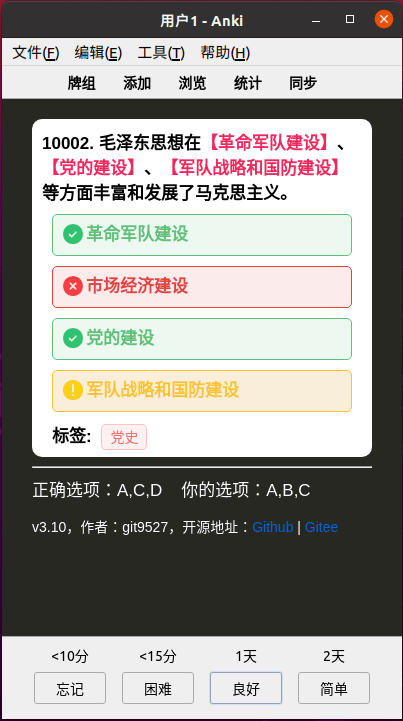 用户1 - Anki
文件(F) 编辑(E) 工具(T) 帮助(H)
牌组 添加 浏览 统计 同步
10002. 毛泽东思想在【革命军队建设】、
【党的建设】、【军队战略和国防建设】
等方面丰富和发展了马克思主义。
革命军队建设
市场经济建设
党的建设
军队战略和国防建设
标签: 党史
正确选项：A,C,D 你的选项：A,B,C
v3.10，作者：git9527，开源地址：Github | Gitee
<10分 <15分 1天 2天
忘记 困难 良好 简单